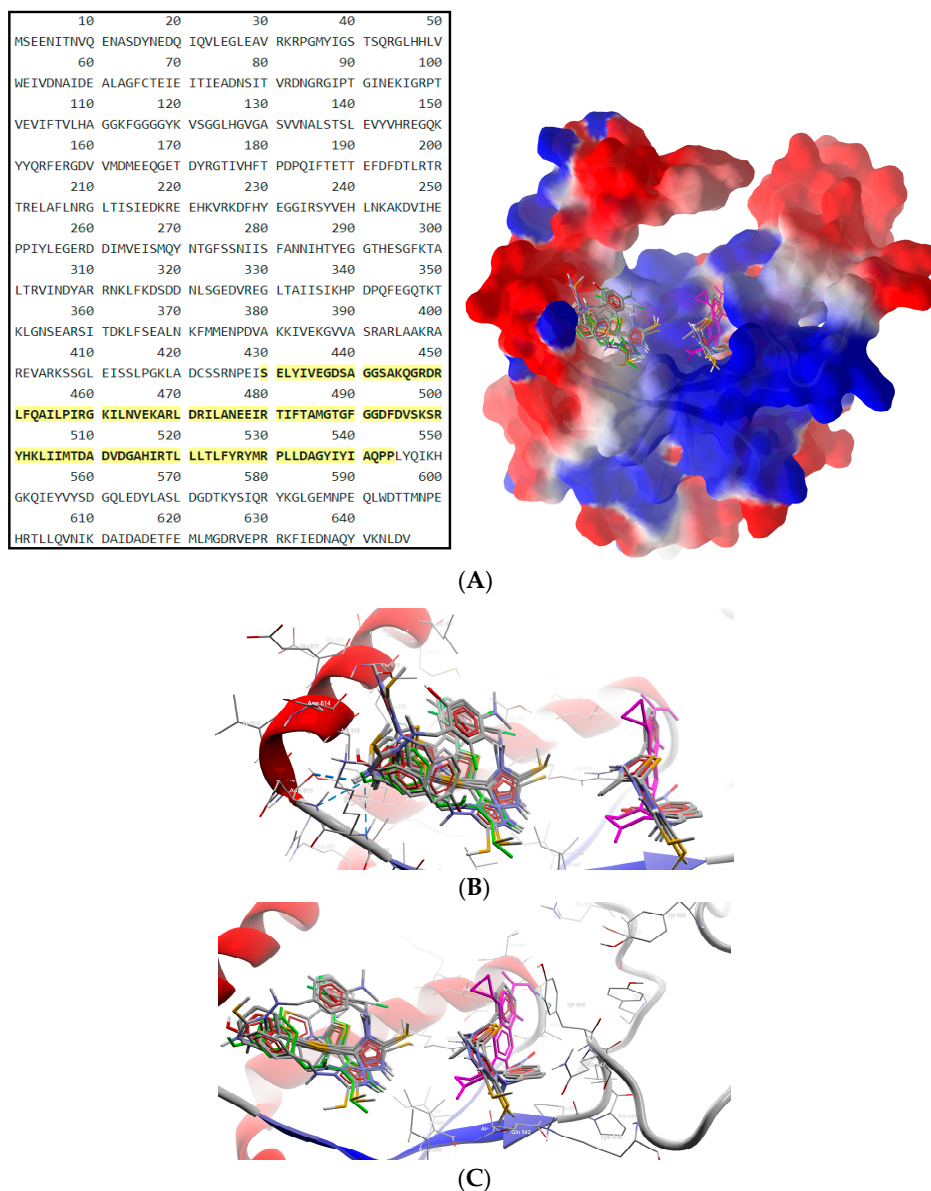 10 20 30 40 50
MSEENITNVQ ENASDYNEDQ IQVLEGLEAV RKRPGMYIGS TSQRGLHHLV
60 70 80 90 100
WEIVDNAIDE ALAGFCTEIE ITIEADNSIT VRDNGRGIPT GINEKIGRPT
110 120 130 140 150
VEVIFTVLHA GGKFGGGGYK VSGGLHGVGA SVVNALSTSL EVYVHREGQK
160 170 180 190 200
YYQRFERGDV VMDMEEQGET DYRGTIVHFT PDPQIFTETT EFDFDTLRTR
210 220 230 240 250
TRELAFLNRG LTISIEDKRE EHKVRKDFHY EGGIRSYVEH LNKAKDVIHE
260 270 280 290 300
PPIYLEGERD DIMVEISMQY NTGFSSNIIS FANNIHTYEG GTHESGFKTA
310 320 330 340 350
LTRVINDYAR RNKLFKDSDD NLSGEDVREG LTAIISIKHP DPQFEGQTKT
360 370 380 390 400
KLGNSEARSI TDKLFSEALN KFMMENPDVA KKIVEKGVVA SRARLAAKRA
410 420 430 440 450
REVARKSSGL EISSLPGKLA DCSSRNPEIS ELYIVEGDSA GGSAKQGRDR
460 470 480 490 500
LFQAILPIRG KILNVEKARL DRILANEEIR TIFTAMGTGF GGDFDVSKSR
510 520 530 540 550
YHKLIIMTDA DVDGAHIRTL LLTLFYRYMR PLLDAGYIYI AQPPLYQIKH
560 570 580 590 600
GKQIEYVYSD GQLEDYLASL DGDTKYSIQR YKGLGEMNPE QLWDTTMNPE
610 620 630 640
HRTLLQVNIK DAIDADETFE MLMGDRVEPR RKFIEDNAQY VKNLDV
(A)
(B)
(C)